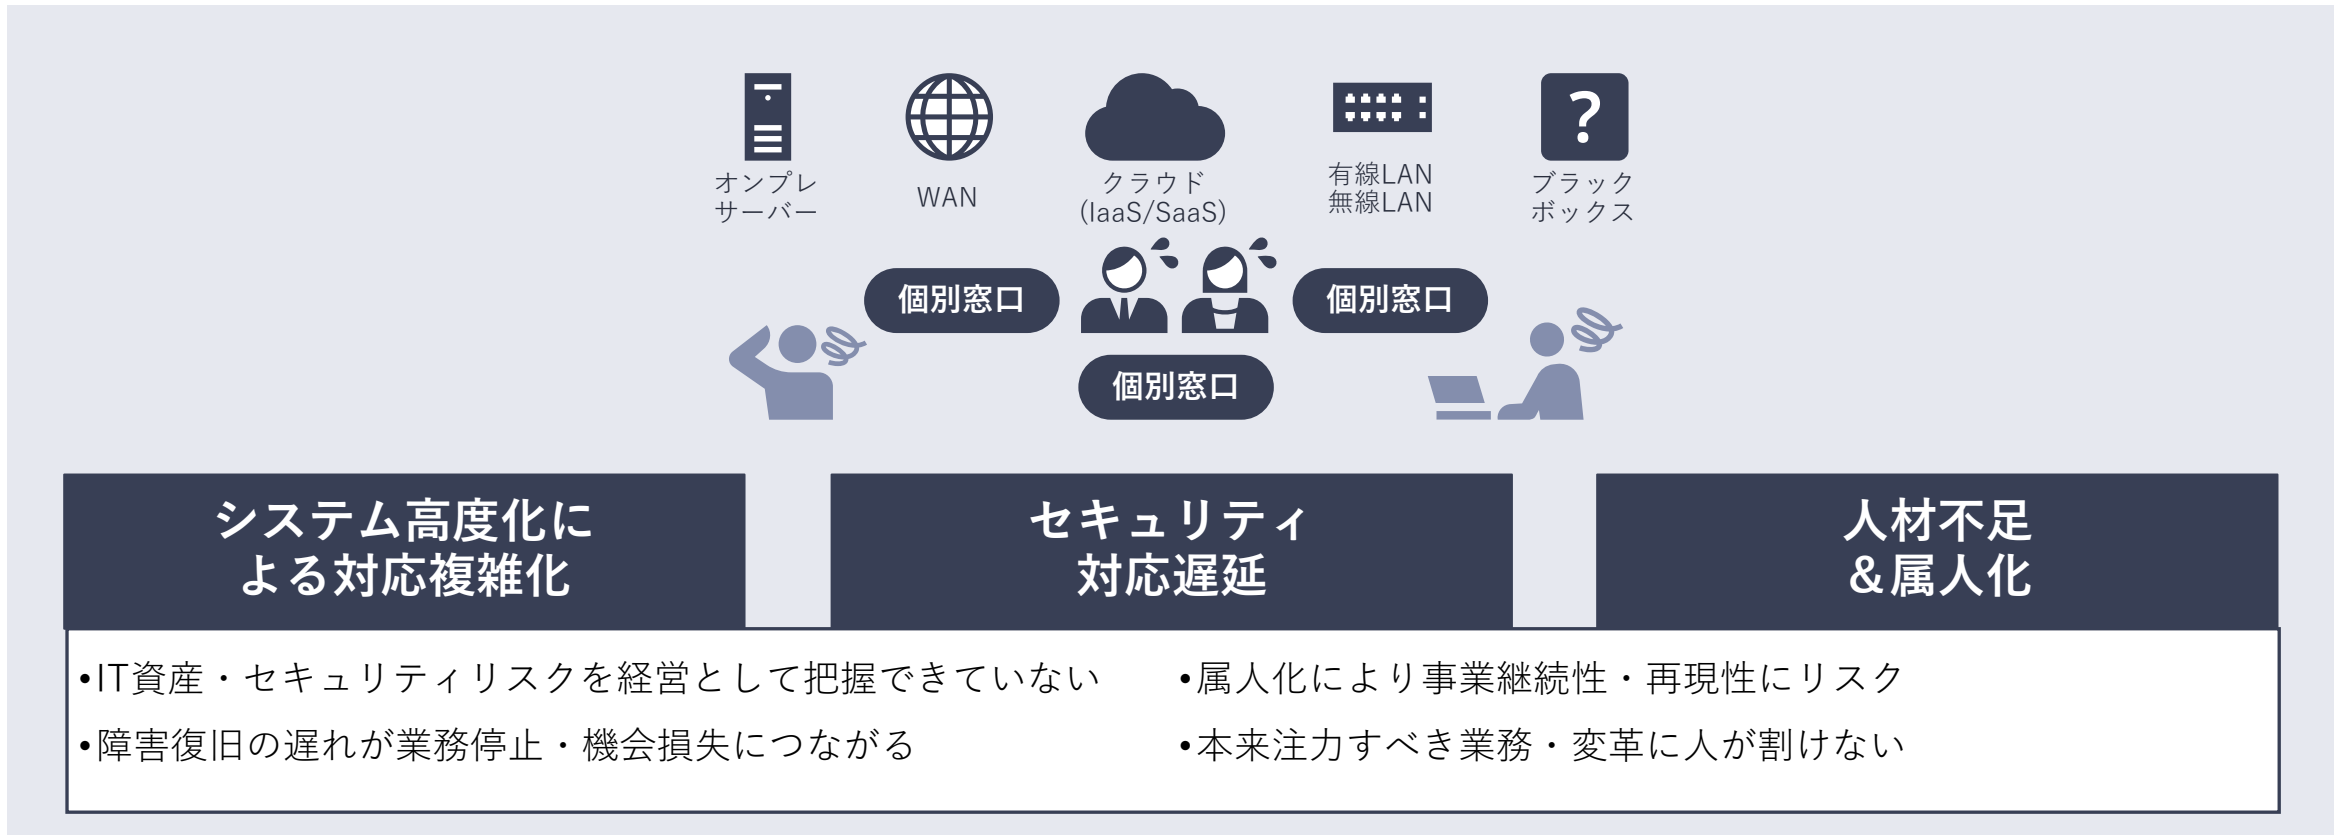 オンプレ
サーバー
WAN
クラウド
(IaaS/SaaS)
有線LAN
無線LAN
?
ブラック
ボックス
個別窓口
個別窓口
個別窓口
システム高度化に
よる対応複雑化
セキュリティ
対応遅延
人材不足
＆属人化
•IT資産・セキュリティリスクを経営として把握できていない
•障害復旧の遅れが業務停止・機会損失につながる
•属人化により事業継続性・再現性にリスク
•本来注力すべき業務・変革に人が割けない